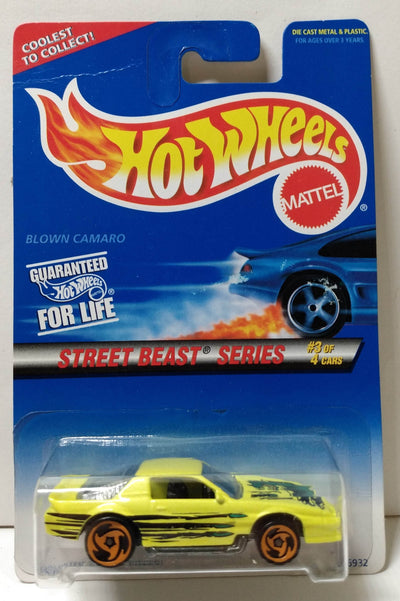 COOLEST
TO COLLECT!
DIE CAST METAL & PLASTIC.
FOR AGES OVER 3 YEARS.
HOT WHEELS
MATTEL
®
BLOWN CAMARO
GUARANTEED
HOT WHEELS
FOR LIFE
STREET BEAST® SERIES
#3 OF
4 CARS